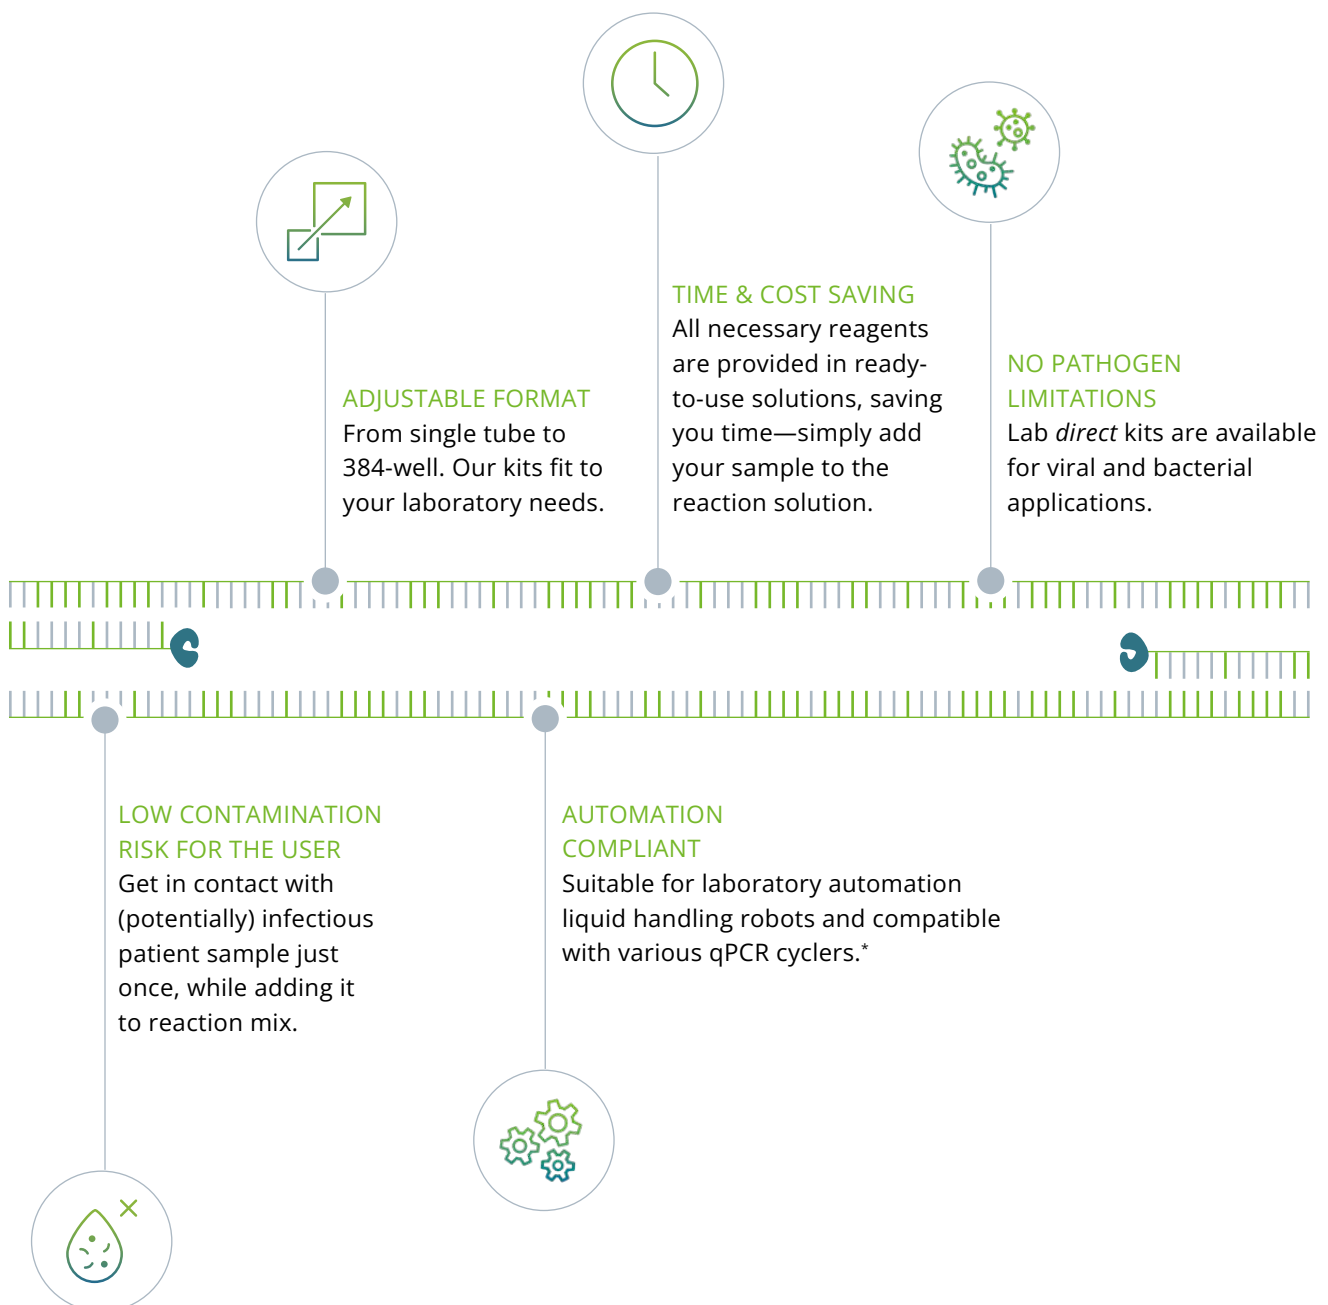 TIME & COST SAVING
All necessary reagents
are provided in ready-
to-use solutions, saving
you time—simply add
your sample to the
reaction solution.
NO PATHOGEN
LIMITATIONS
Lab direct kits are available
for viral and bacterial
applications.
ADJUSTABLE FORMAT
From single tube to
384-well. Our kits fit to
your laboratory needs.
LOW CONTAMINATION
RISK FOR THE USER
Get in contact with
(potentially) infectious
patient sample just
once, while adding it
to reaction mix.
AUTOMATION
COMPLIANT
Suitable for laboratory automation
liquid handling robots and compatible
with various qPCR cyclers.*